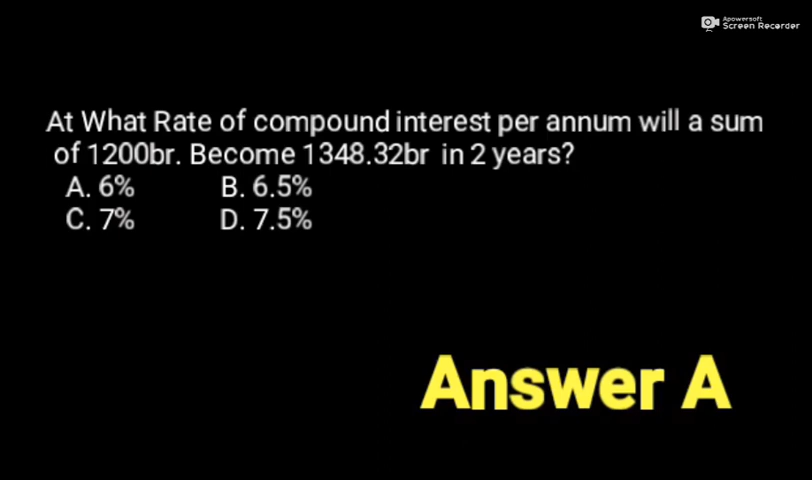 Apowersoft
Screen Recorder
At What Rate of compound interest per annum will a sum
of 1200br. Become 1348.32br in 2 years?
A. 6% B. 6.5%
C. 7% D. 7.5%
Answer A